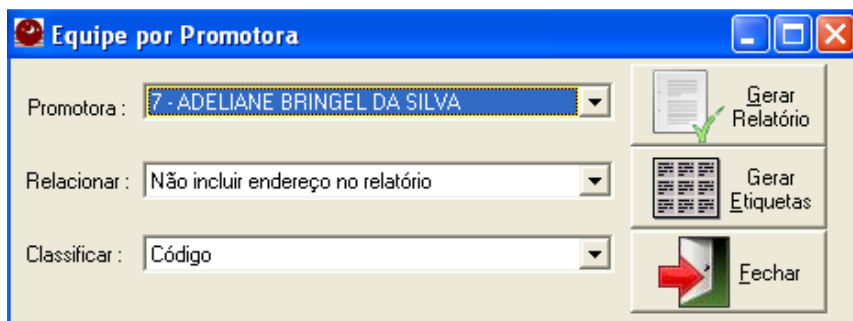 Equipe por Promotora
Promotora :
7 - ADELIANE BRINGEL DA SILVA
Gerar
Relatório
Relacionar :
Não incluir endereço no relatório
Gerar
Etiquetas
Classificar :
Código
Fechar